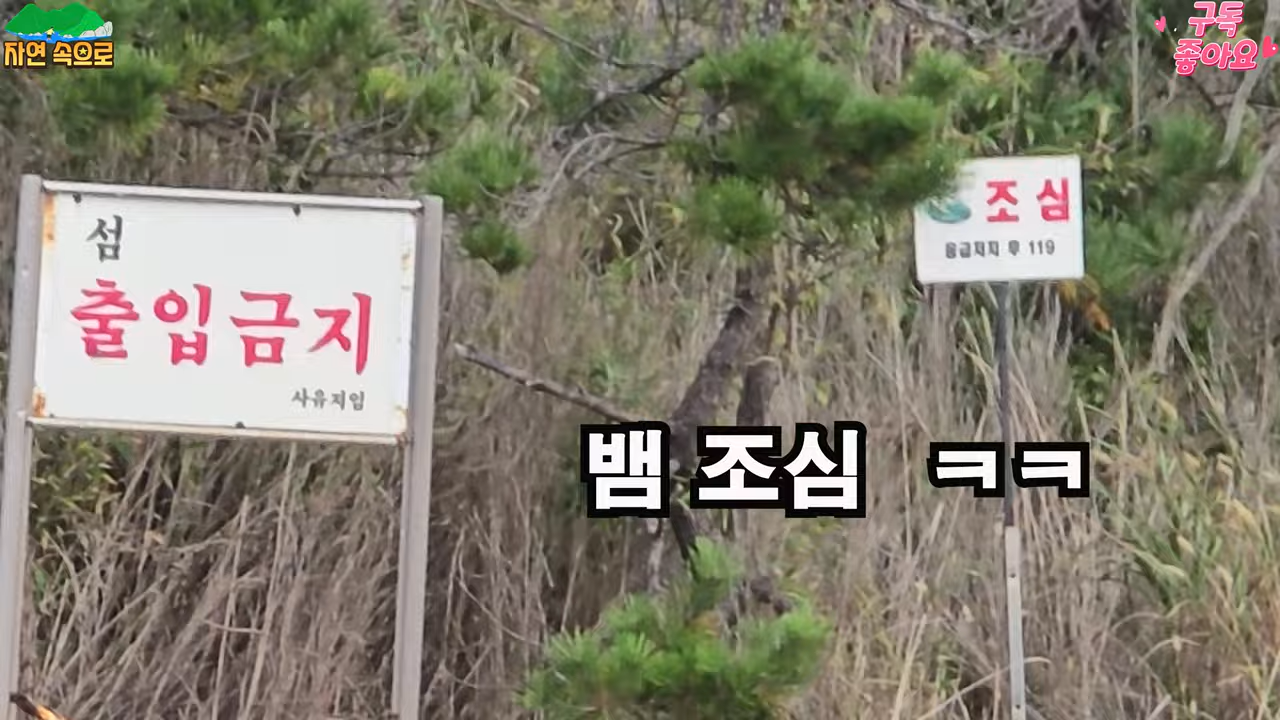 자연 속으로
구독
좋아요
섬
출입금지
사유지임
조심
응급처치 후 119
뱀 조심 ㅋㅋ